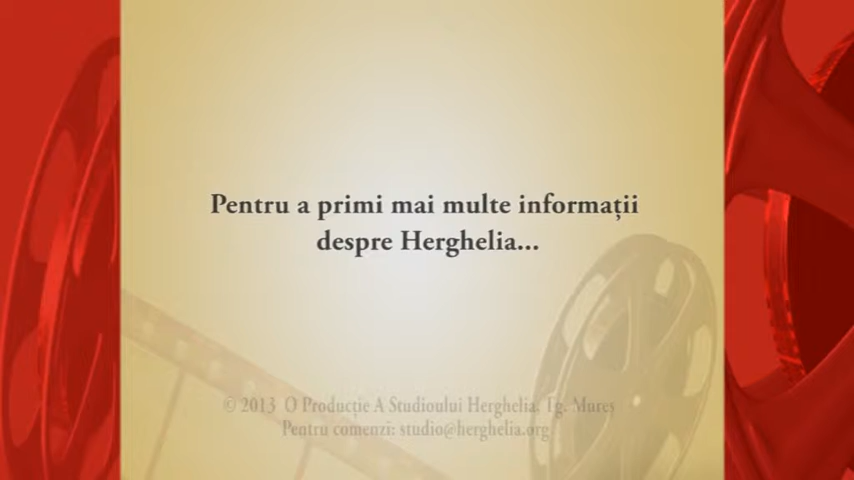 Pentru a primi mai multe informații
despre Herghelia...
© 2013 O Producție A Studioului Herghelia, Tg. Mureș
Pentru comenzi: studio@herghelia.org